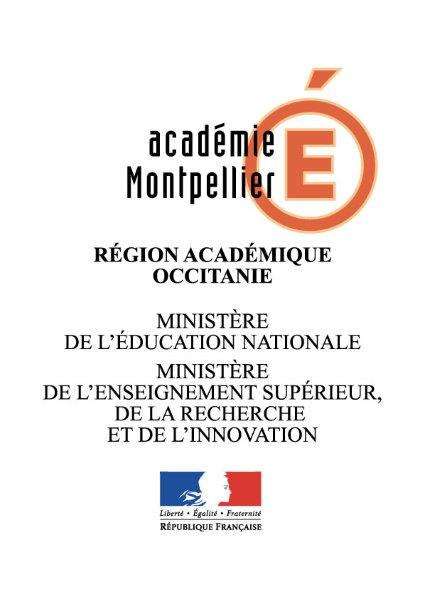 académie
Montpellier
É
RÉGION ACADÉMIQUE
OCCITANIE
MINISTÈRE
DE L’ÉDUCATION NATIONALE
MINISTÈRE
DE L’ENSEIGNEMENT SUPÉRIEUR,
DE LA RECHERCHE
ET DE L’INNOVATION
Liberté • Égalité • Fraternité
RÉPUBLIQUE FRANÇAISE